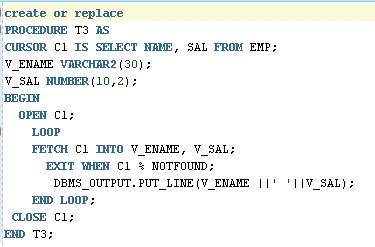 create or replace
PROCEDURE T3 AS
CURSOR C1 IS SELECT NAME, SAL FROM EMP;
V_ENAME VARCHAR2(30);
V_SAL NUMBER(10,2);
BEGIN
OPEN C1;
LOOP
FETCH C1 INTO V_ENAME, V_SAL;
EXIT WHEN C1 % NOTFOUND;
DBMS_OUTPUT.PUT_LINE(V_ENAME ||' '||V_SAL);
END LOOP;
CLOSE C1;
END T3;